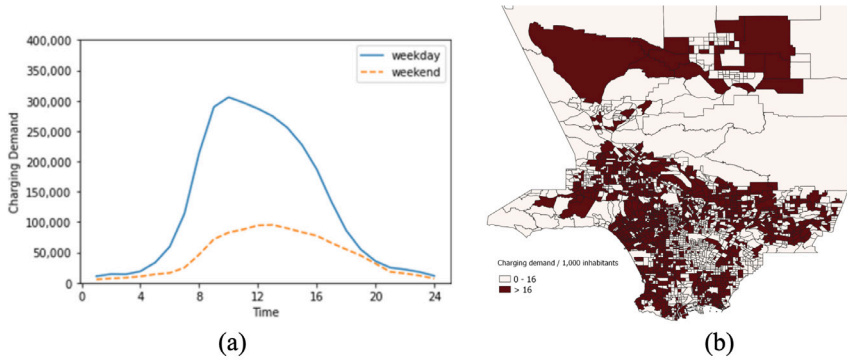 400,000
350,000
300,000
250,000
200,000
150,000
100,000
50,000
0
Charging Demand
0 4 8 12 16 20 24
Time
weekday
weekend
(a)
Charging demand / 1,000 inhabitants
0 - 16
> 16
(b)